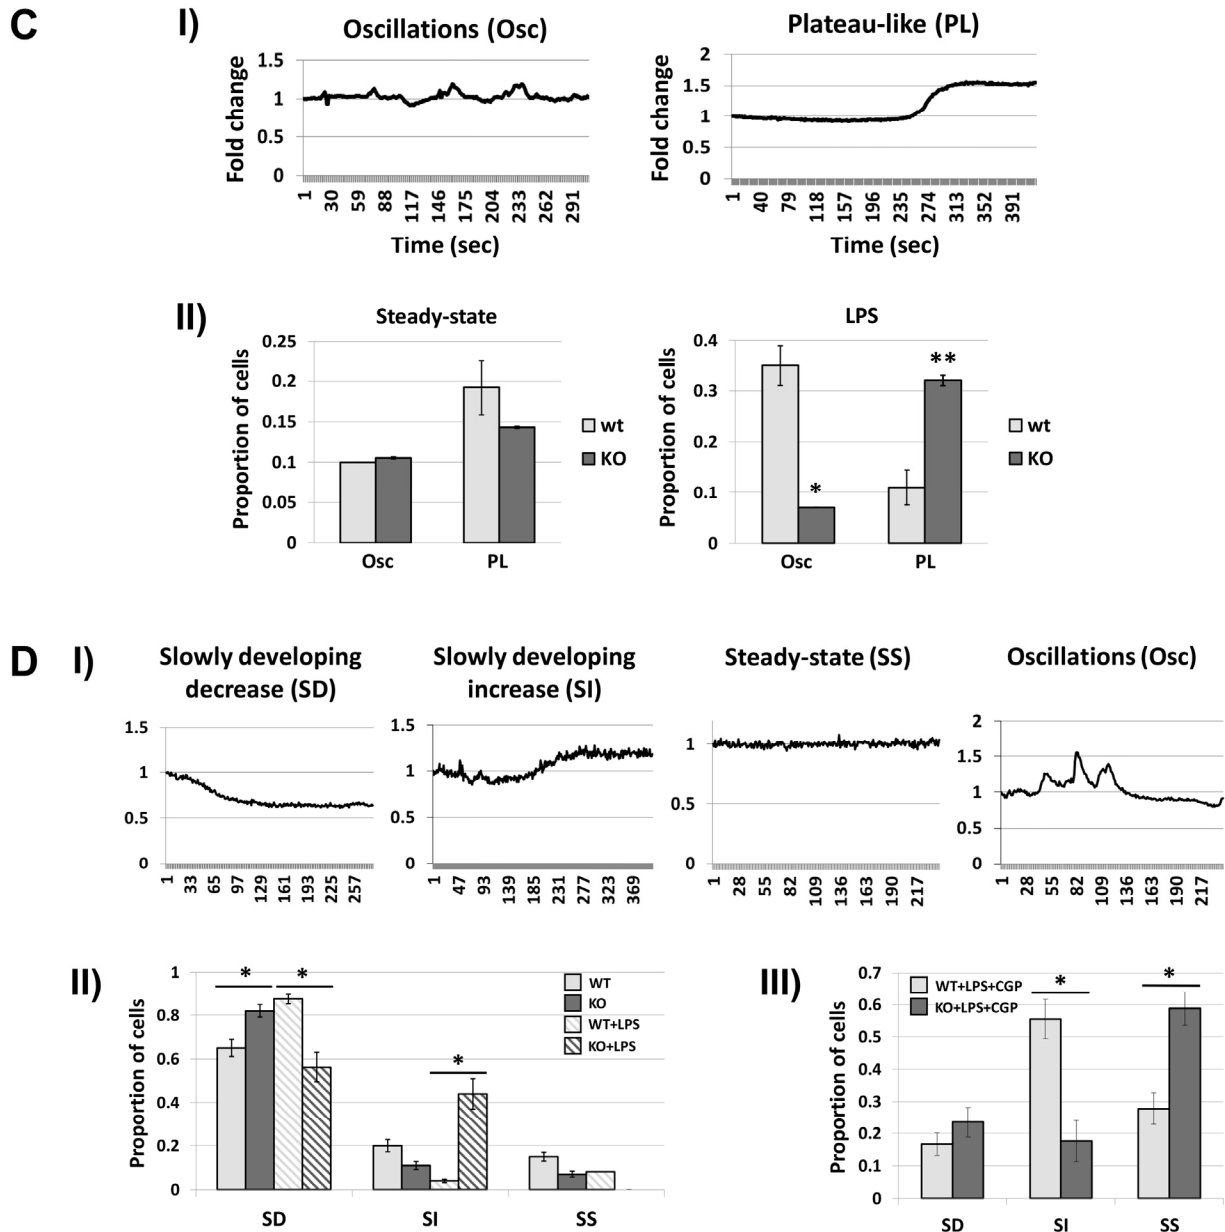 C
I)
Oscillations (Osc)
Plateau-like (PL)
Fold change
1.5
1
0.5
0
1 30 59 88 117 146 175 204 233 262 291
Time (sec)
Fold change
2
1.5
1
0.5
0
1 40 79 118 157 196 235 274 313 352 391
Time (sec)
II)
Steady-state
Proportion of cells
0.25
0.2
0.15
0.1
0.05
0
Osc PL
wt
KO
LPS
Proportion of cells
0.4
0.3
0.2
0.1
0
*
**
Osc PL
wt
KO
D
I)
Slowly developing
decrease (SD)
1.5
1
0.5
0
1 33 65 97 129 161 193 225 257
Slowly developing
increase (SI)
1.5
1
0.5
0
1 47 93 139 1855 2311 2777 3233 369
Steady-state (SS)
1
0.5
0
1 28 55 82 109 136 163 190 217
Oscillations (Osc)
2
1.5
1
0.5
0
1 28 55 82 109 136 163 190 217
II)
Proportion of cells
1
0.8
0.6
0.4
0.2
0
* *
*
WT
KO
WT+LPS
KO+LPS
SD SI SS
III)
Proportion of cells
0.7
0.6
0.5
0.4
0.3
0.2
0.1
0
WT+LPS+CGP
KO+LPS+CGP
* *
SD SI SS